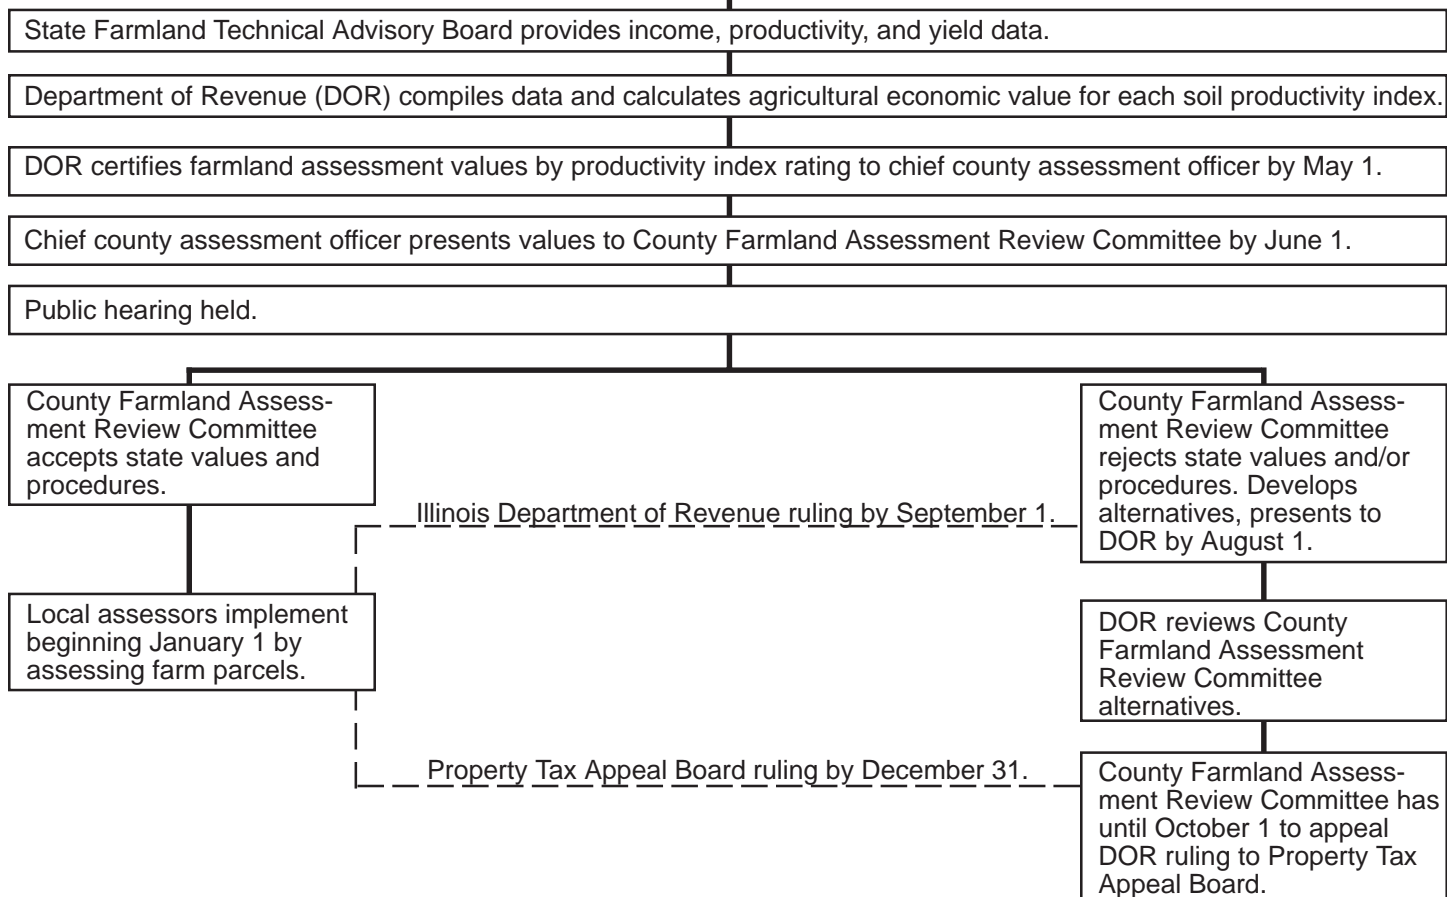 State Farmland Technical Advisory Board provides income, productivity, and yield data.
Department of Revenue (DOR) compiles data and calculates agricultural economic value for each soil productivity index.
DOR certifies farmland assessment values by productivity index rating to chief county assessment officer by May 1.
Chief county assessment officer presents values to County Farmland Assessment Review Committee by June 1.
Public hearing held.
County Farmland Assess-
ment Review Committee
accepts state values and
procedures.
County Farmland Assess-
ment Review Committee
rejects state values and/or
procedures. Develops
alternatives, presents to
DOR by August 1.
Illinois Department of Revenue ruling by September 1.
Local assessors implement
beginning January 1 by
assessing farm parcels.
DOR reviews County
Farmland Assessment
Review Committee
alternatives.
Property Tax Appeal Board ruling by December 31.
County Farmland Assess-
ment Review Committee has
until October 1 to appeal
DOR ruling to Property Tax
Appeal Board.